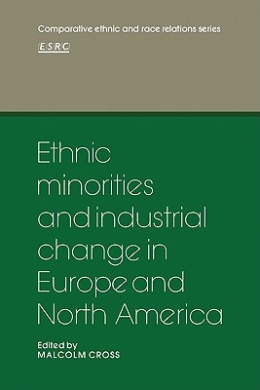 Comparative ethnic and race relations series
E S R C
Ethnic
minorities
and industrial
change in
Europe and
North America
Edited by
MALCOLM CROSS